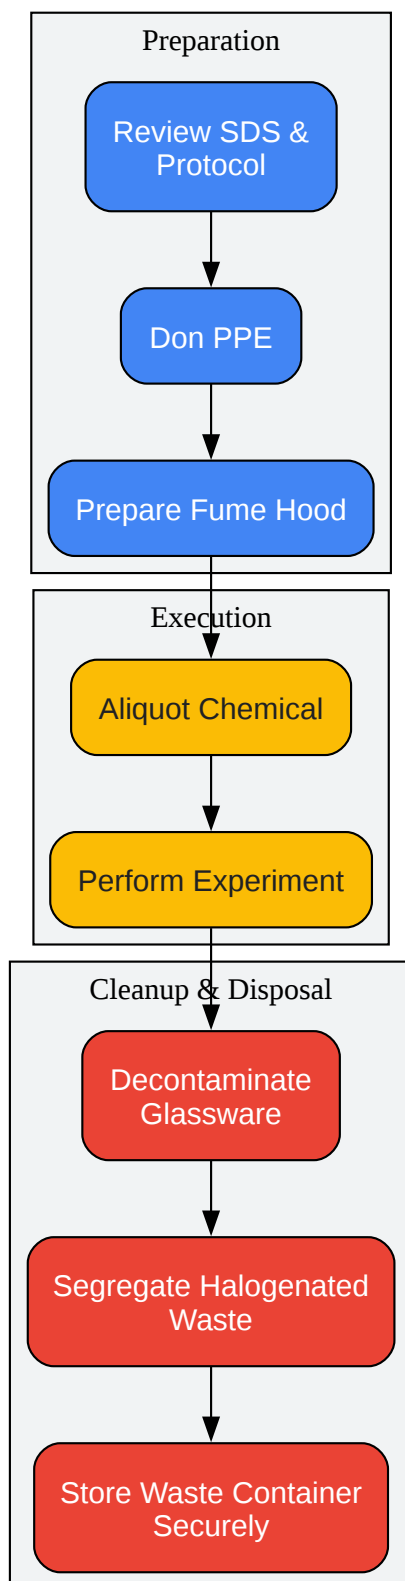 Preparation
Review SDS &
Protocol
Don PPE
Prepare Fume Hood
Execution
Aliquot Chemical
Perform Experiment
Cleanup & Disposal
Decontaminate
Glassware
Segregate Halogenated
Waste
Store Waste Container
Securely